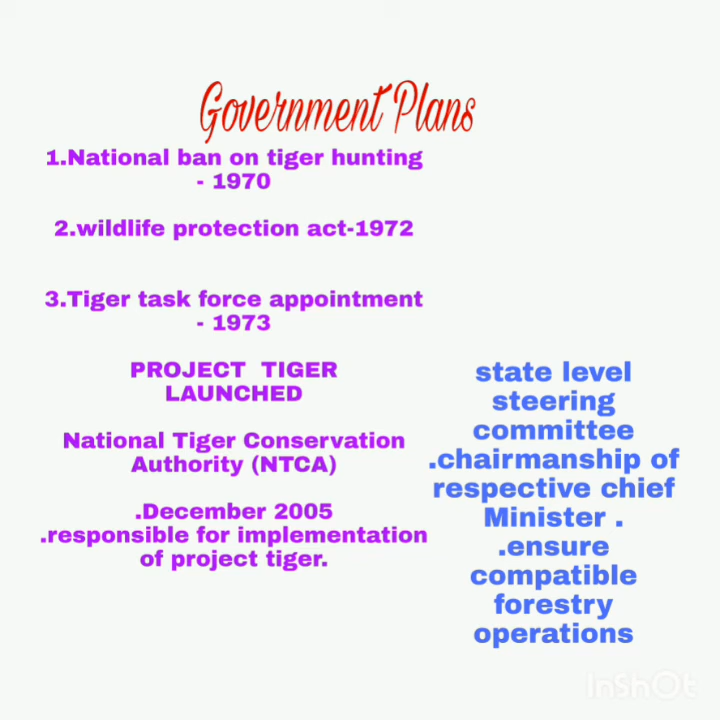 Government Plans
1.National ban on tiger hunting
- 1970
2.wildlife protection act-1972
3.Tiger task force appointment
- 1973
PROJECT TIGER
LAUNCHED
National Tiger Conservation
Authority (NTCA)
.December 2005
.responsible for implementation
of project tiger.
state level
steering
committee
.chairmanship of
respective chief
Minister .
.ensure
compatible
forestry
operations
InShOt